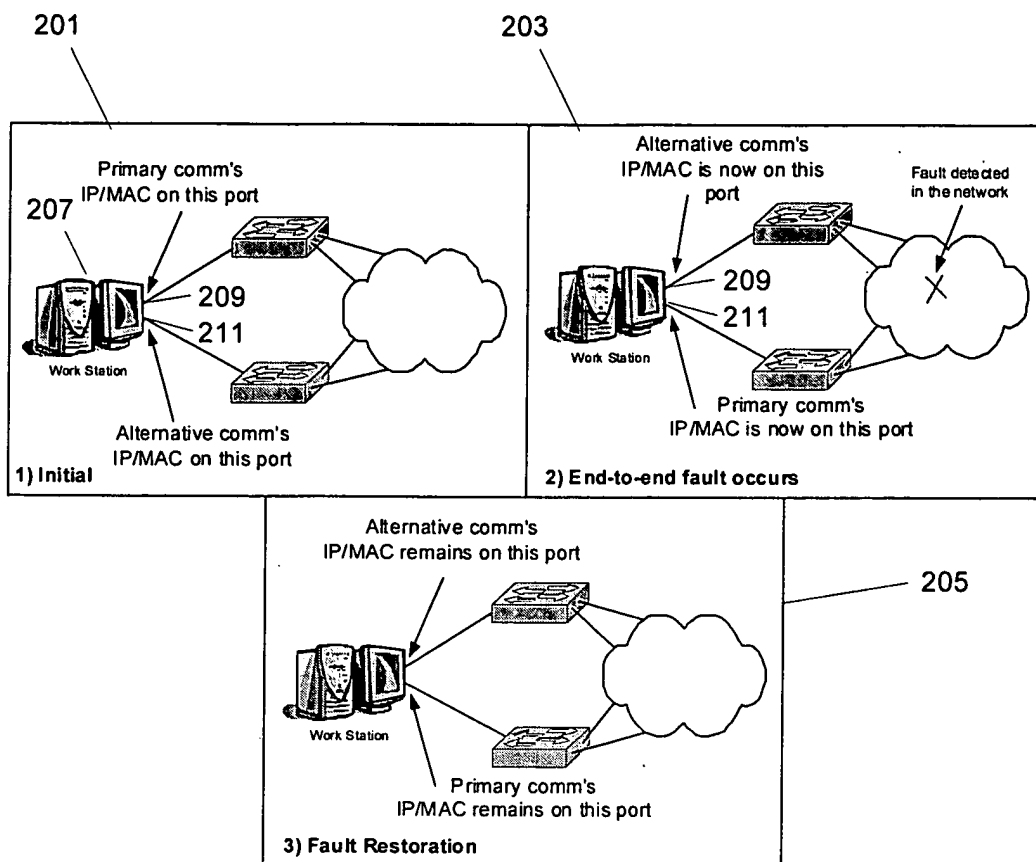 201
203
Primary comm's
IP/MAC on this port
207
209
211
Work Station
Alternative comm's
IP/MAC on this port
1) Initial
Alternative comm's
IP/MAC is now on this
port
Fault detected
in the network
209
211
Work Station
Primary comm's
IP/MAC is now on this port
2) End-to-end fault occurs
Alternative comm's
IP/MAC remains on this port
205
Work Station
Primary comm's
IP/MAC remains on this port
3) Fault Restoration